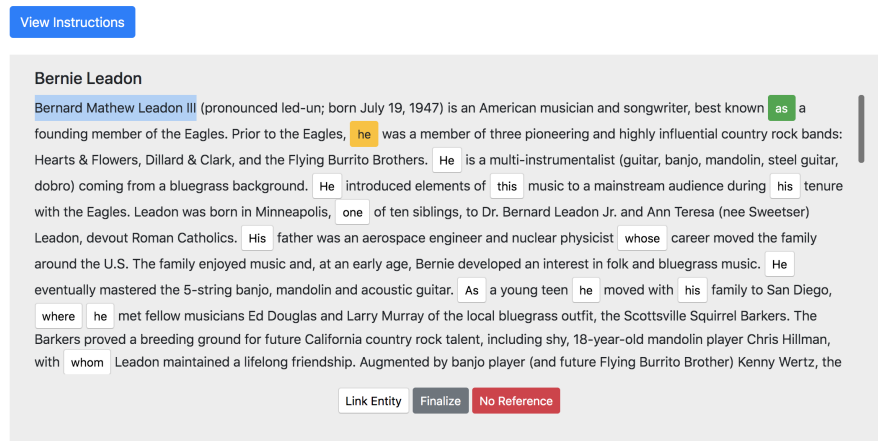 View Instructions
Bernie Leadon
Bernard Mathew Leadon III (pronounced led-un; born July 19, 1947) is an American musician and songwriter, best known as a
founding member of the Eagles. Prior to the Eagles, he was a member of three pioneering and highly influential country rock bands:
Hearts & Flowers, Dillard & Clark, and the Flying Burrito Brothers. He is a multi-instrumentalist (guitar, banjo, mandolin, steel guitar,
dobro) coming from a bluegrass background. He introduced elements of this music to a mainstream audience during his tenure
with the Eagles. Leadon was born in Minneapolis, one of ten siblings, to Dr. Bernard Leadon Jr. and Ann Teresa (nee Sweetser)
Leadon, devout Roman Catholics. His father was an aerospace engineer and nuclear physicist whose career moved the family
around the U.S. The family enjoyed music and, at an early age, Bernie developed an interest in folk and bluegrass music. He
eventually mastered the 5-string banjo, mandolin and acoustic guitar. As a young teen he moved with his family to San Diego,
where he met fellow musicians Ed Douglas and Larry Murray of the local bluegrass outfit, the Scottsville Squirrel Barkers. The
Barkers proved a breeding ground for future California country rock talent, including shy, 18-year-old mandolin player Chris Hillman,
with whom Leadon maintained a lifelong friendship. Augmented by banjo player (and future Flying Burrito Brother) Kenny Wertz, the
Link Entity Finalize No Reference